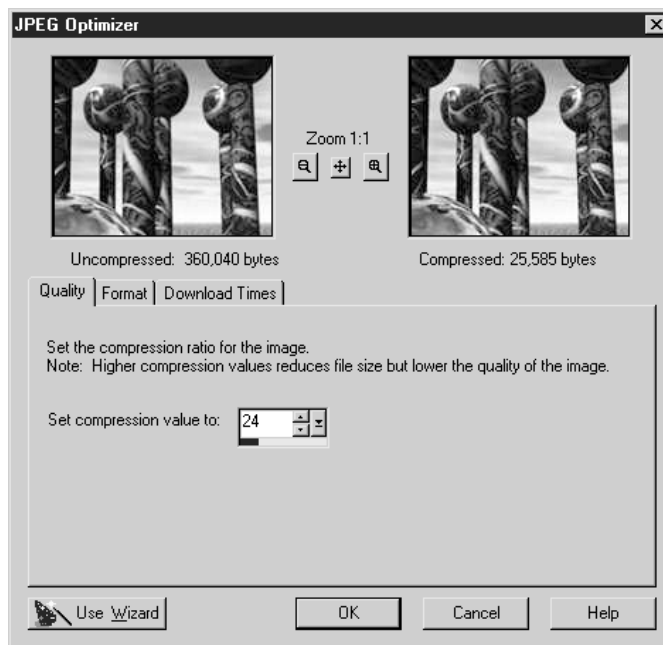 JPEG Optimizer
Zoom 1:1
Uncompressed: 360,040 bytes
Compressed: 25,585 bytes
Quality
Format
Download Times
Set the compression ratio for the image.
Note: Higher compression values reduces file size but lower the quality of the image.
Set compression value to:
24
Use Wizard
OK
Cancel
Help